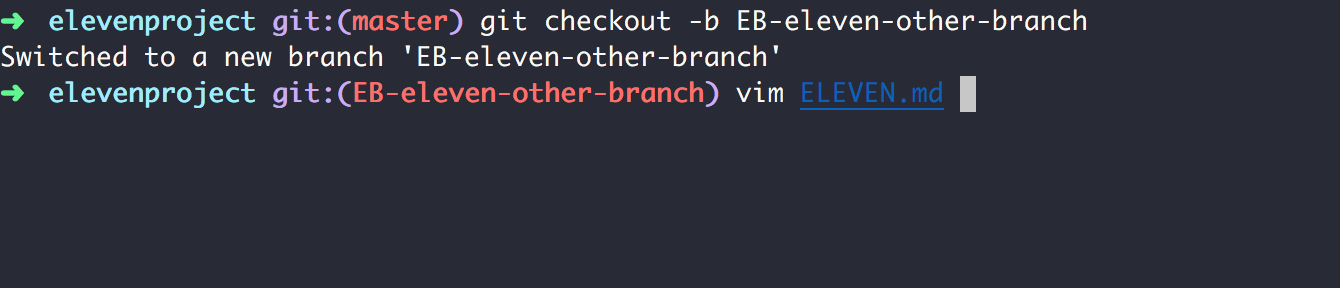 ➜ elevenproject git:(master) git checkout -b EB-eleven-other-branch
Switched to a new branch 'EB-eleven-other-branch'
➜ elevenproject git:(EB-eleven-other-branch) vim ELEVEN.md